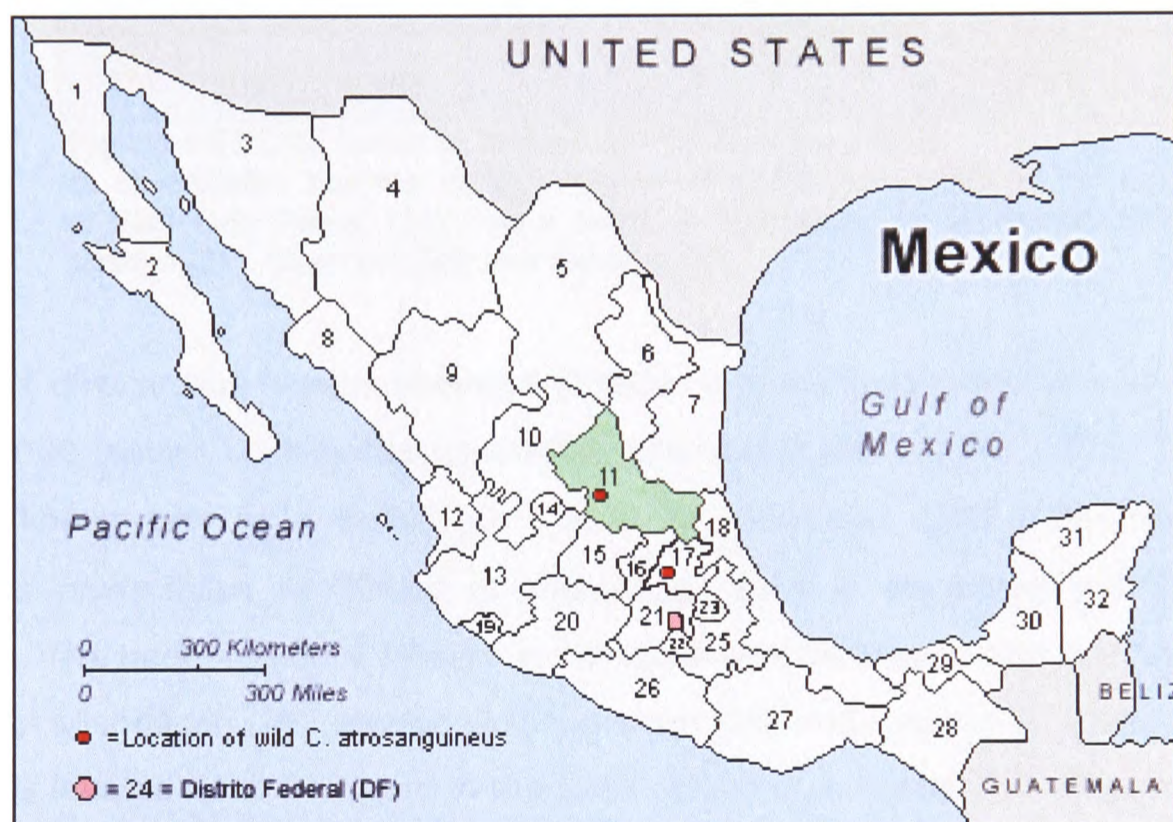 UNITED STATES
Mexico
Gulf of
Mexico
Pacific Ocean
1
2
3
4
5
6
7
8
9
10
11
12
13
14
15
16
17
18
19
20
21
22
23
25
26
27
28
29
30
31
32
BELIZ
GUATEMALA
0 300 Kilometers
0 300 Miles
= Location of wild C. atrosanguineus
= 24 = Distrito Federal (DF)